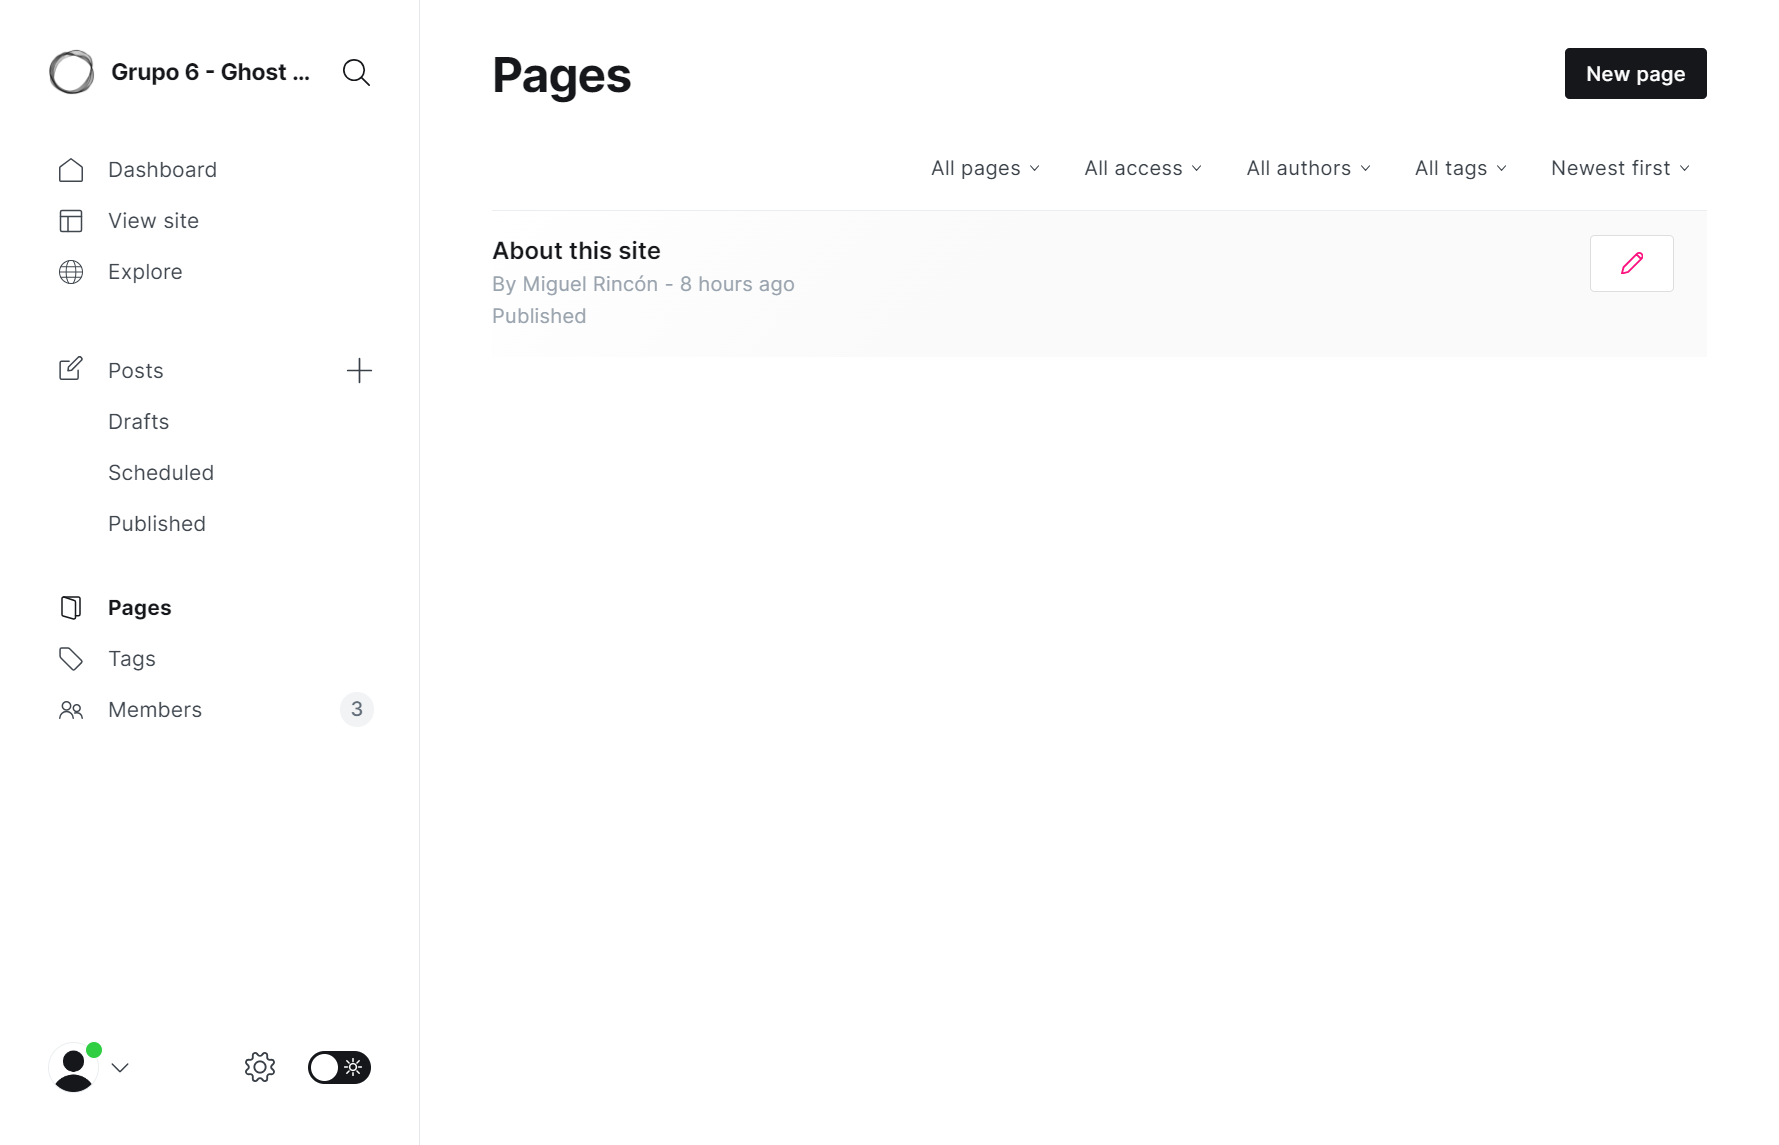 Grupo 6 - Ghost ...
Dashboard
View site
Explore
Posts
Drafts
Scheduled
Published
Pages
Tags
Members
3
Pages
New page
All pages
All access
All authors
All tags
Newest first
About this site
By Miguel Rincón - 8 hours ago
Published